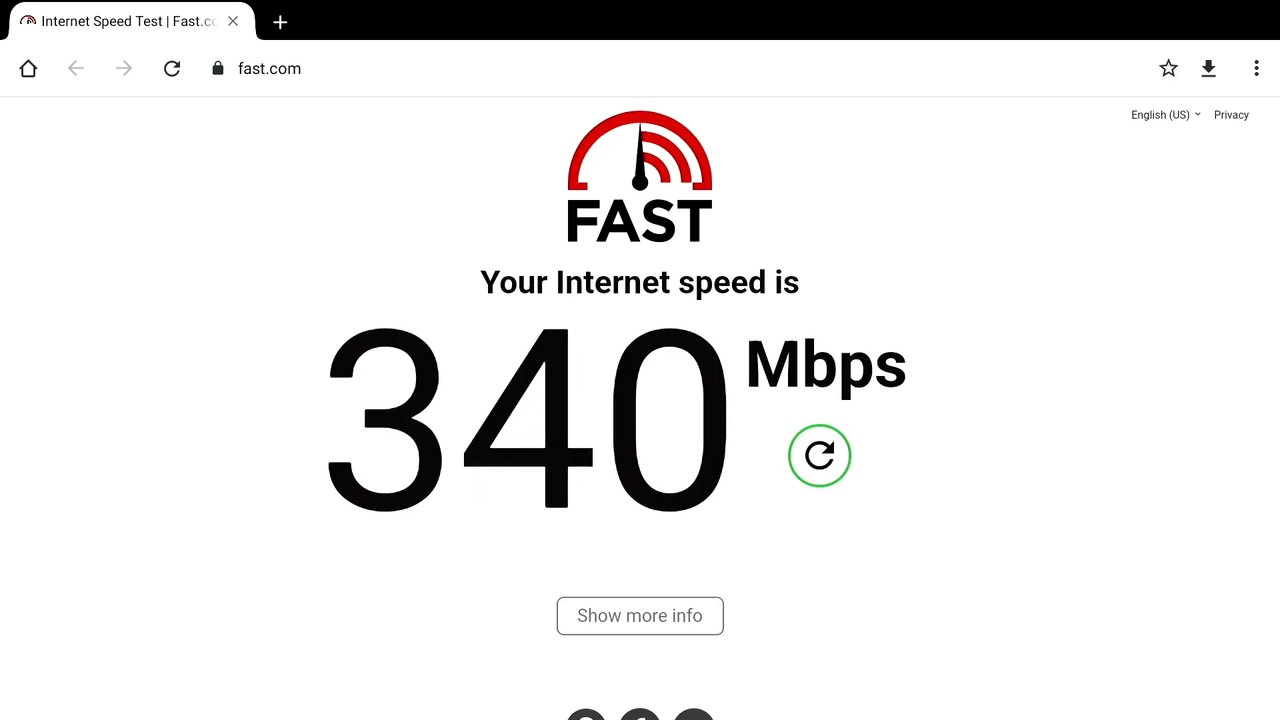 Internet Speed Test | Fast.co
fast.com
English (US)
Privacy
FAST
Your Internet speed is
340 Mbps
Show more info